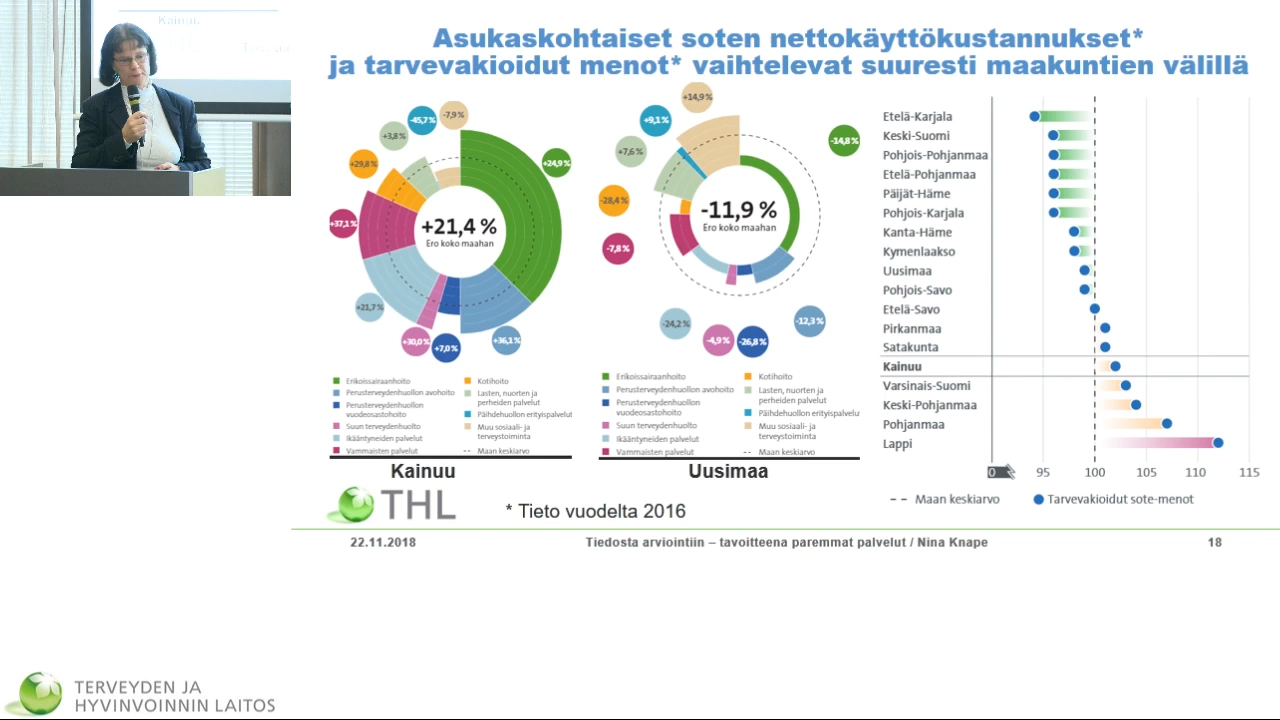 Kainuu
Asukaskohtaiset soten nettokäyttökustannukset*
ja tarvevakioidut menot* vaihtelevat suuresti maakuntien välillä
-7,9 %
-45,7%
+3,8%
+24,9%
+29,8%
+37,1%
+21,4 %
Ero koko maahan
+21,7%
+30,0%
+7,0%
+36,1%
Erikoissairaanhoito
Perusterveydenhuollon avohoito
Perusterveydenhuollon
vuodeosastohoito
Suun terveydenhuolto
Ikääntyneiden palvelut
Vammaisten palvelut
Kotihoito
Lasten, nuorten ja
perheiden palvelut
Päihdehuollon erityispalvelut
Muu sosiaali- ja
terveystoiminta
Maan keskiarvo
Kainuu
+14,9%
+9,1%
-14,8%
+7,6%
-28,4%
-7,8%
-11,9 %
Ero koko maahan
-24,2%
-4,9%
-26,8%
-12,3%
Erikoissairaanhoito
Perusterveydenhuollon avohoito
Perusterveydenhuollon
vuodeosastohoito
Suun terveydenhuolto
Ikääntyneiden palvelut
Vammaisten palvelut
Kotihoito
Lasten, nuorten ja
perheiden palvelut
Päihdehuollon erityispalvelu
Muu sosiaali- ja
terveystoiminta
Maan keskiarvo
Uusimaa
Etelä-Karjala
Keski-Suomi
Pohjois-Pohjanmaa
Etelä-Pohjanmaa
Päijät-Häme
Pohjois-Karjala
Kanta-Häme
Kymenlaakso
Uusimaa
Pohjois-Savo
Etelä-Savo
Pirkanmaa
Satakunta
Kainuu
Varsinais-Suomi
Keski-Pohjanmaa
Pohjanmaa
Lappi
0 95 100 105 110 115
Maan keskiarvo Tarvevakioidut sote-menot
THL
* Tieto vuodelta 2016
22.11.2018 Tiedosta arviointiin – tavoitteena paremmat palvelut / Nina Knape 18
TERVEYDEN JA
HYVINVOINNIN LAITOS